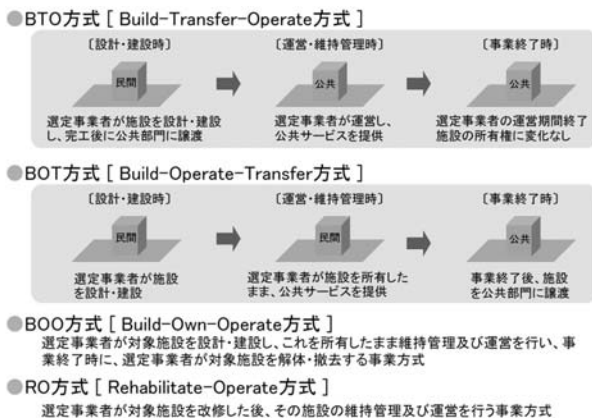 ●BTO方式 [ Build-Transfer-Operate方式 ]
〔設計・建設時〕 〔運営・維持管理時〕 〔事業終了時〕
民間 公共 公共
選定事業者が施設を設計・建設 選定事業者が運営し、 選定事業者の運営期間終了
し、完工後に公共部門に譲渡 公共サービスを提供 施設の所有権に変化なし
●BOT方式 [ Build-Operate-Transfer方式 ]
〔設計・建設時〕 〔運営・維持管理時〕 〔事業終了時〕
民間 民間 公共
選定事業者が施設 選定事業者が施設を所有した 事業終了後、施設
を設計・建設 まま、公共サービスを提供 を公共部門に譲渡
●BOO方式 [ Build-Own-Operate方式 ]
選定事業者が対象施設を設計・建設し、これを所有したまま維持管理及び運営を行い、事
業終了時に、選定事業者が対象施設を解体・撤去する事業方式
●RO方式 [ Rehabilitate-Operate方式 ]
選定事業者が対象施設を改修した後、その施設の維持管理及び運営を行う事業方式